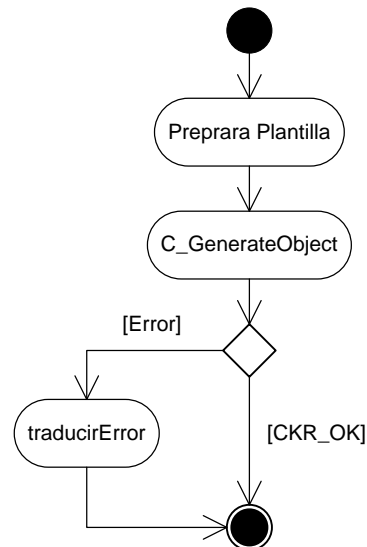 Preprara Plantilla
C_GenerateObject
[Error]
traducirError
[CKR_OK]